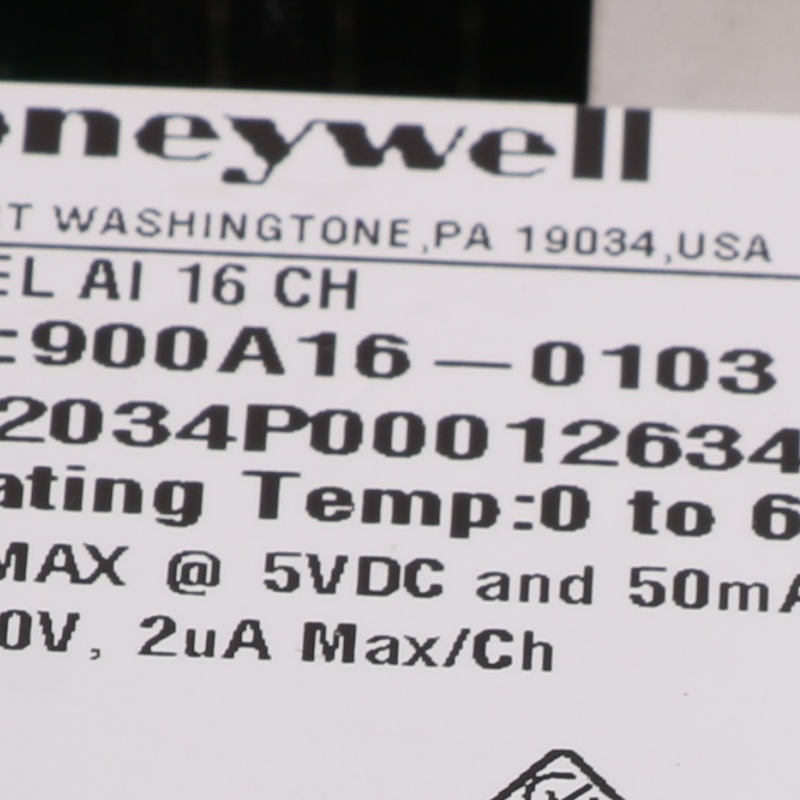 oneywell
T WASHINGTONE,PA 19034,USA
EL AI 16 CH
:900A16-0103
2034P00012634
ating Temp:0 to 6
MAX @ 5VDC and 50mA
0V, 2uA Max/Ch